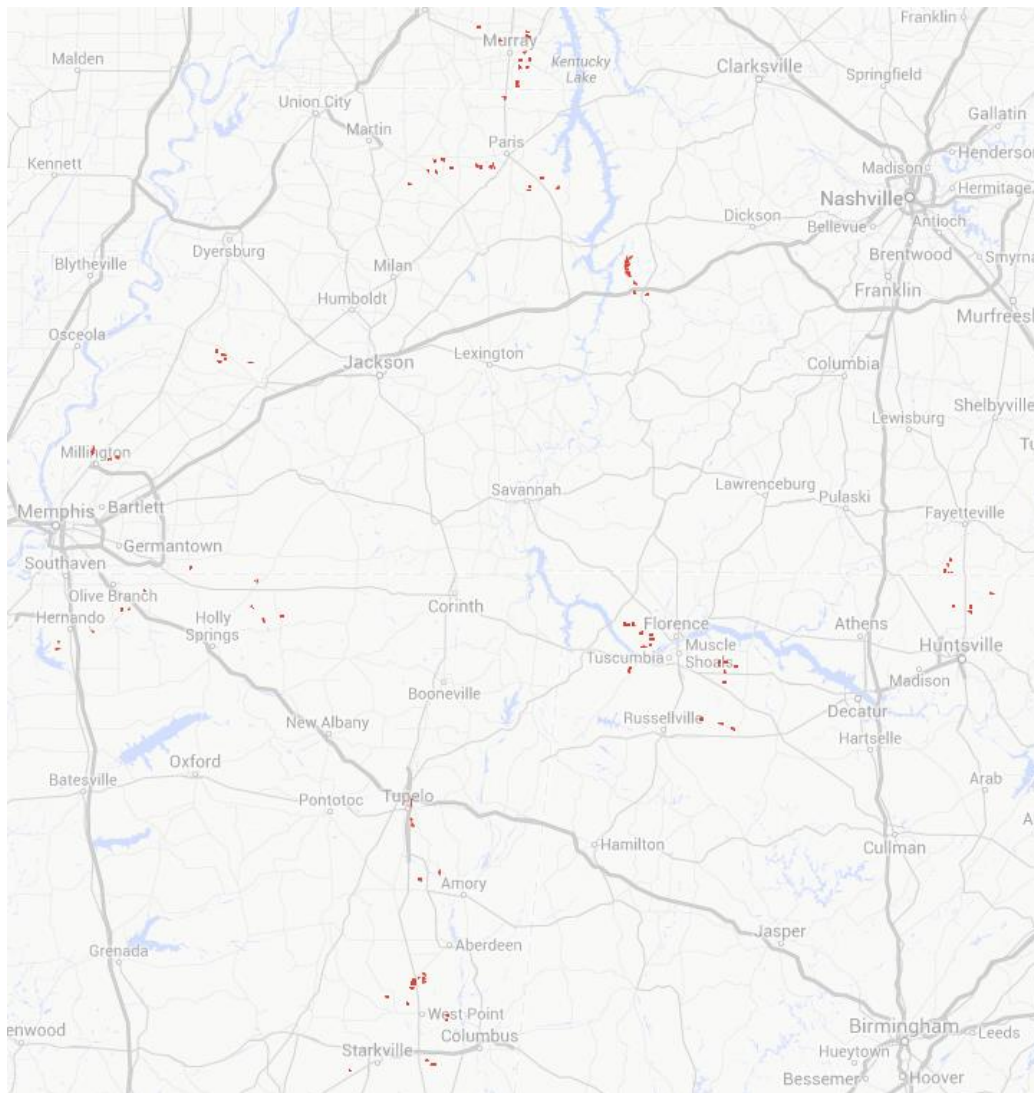 Franklin
Murray
Kentucky
Lake
Malden
Clarksville
Springfield
Union City
Gallatin
Martin
Paris
Henderson
Kennett
Madison
Hermitage
Nashville
Dickson
Antioch
Bellevue
Dyersburg
Brentwood
Smyrna
Blytheville
Milan
Franklin
Humboldt
Murfreesb
Osceola
Lexington
Jackson
Columbia
Shelbyville
Lewisburg
Tu
Millington
Savannah
Lawrenceburg
Pulaski
Bartlett
Memphis
Fayetteville
Germantown
Southaven
Olive Branch
Corinth
Hernando
Holly
Springs
Florence
Athens
Huntsville
Tuscumbia
Muscle
Shoals
Madison
Booneville
Decatur
New Albany
Russellville
Hartselle
Oxford
Batesville
Arab
Pontotoc
Tupelo
A
Hamilton
Cullman
Amory
Jasper
Aberdeen
Grenada
West Point
Birmingham
enwood
Columbus
Leeds
Starkville
Hueytown
Bessemer
Hoover